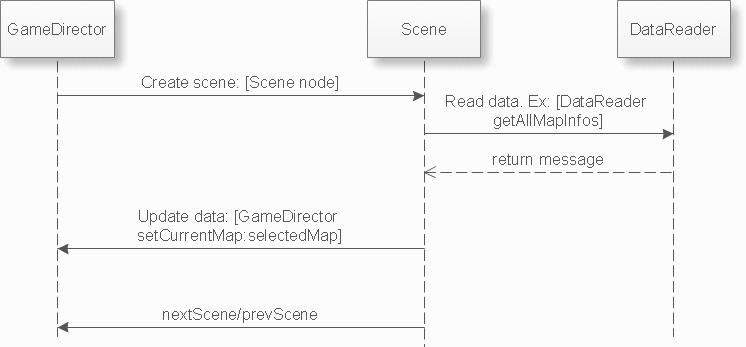 GameDirector
Scene
DataReader
Create scene: [Scene node]
Read data. Ex: [DataReader
getAllMapInfos]
return message
Update data: [GameDirector
setCurrentMap:selectedMap]
nextScene/prevScene